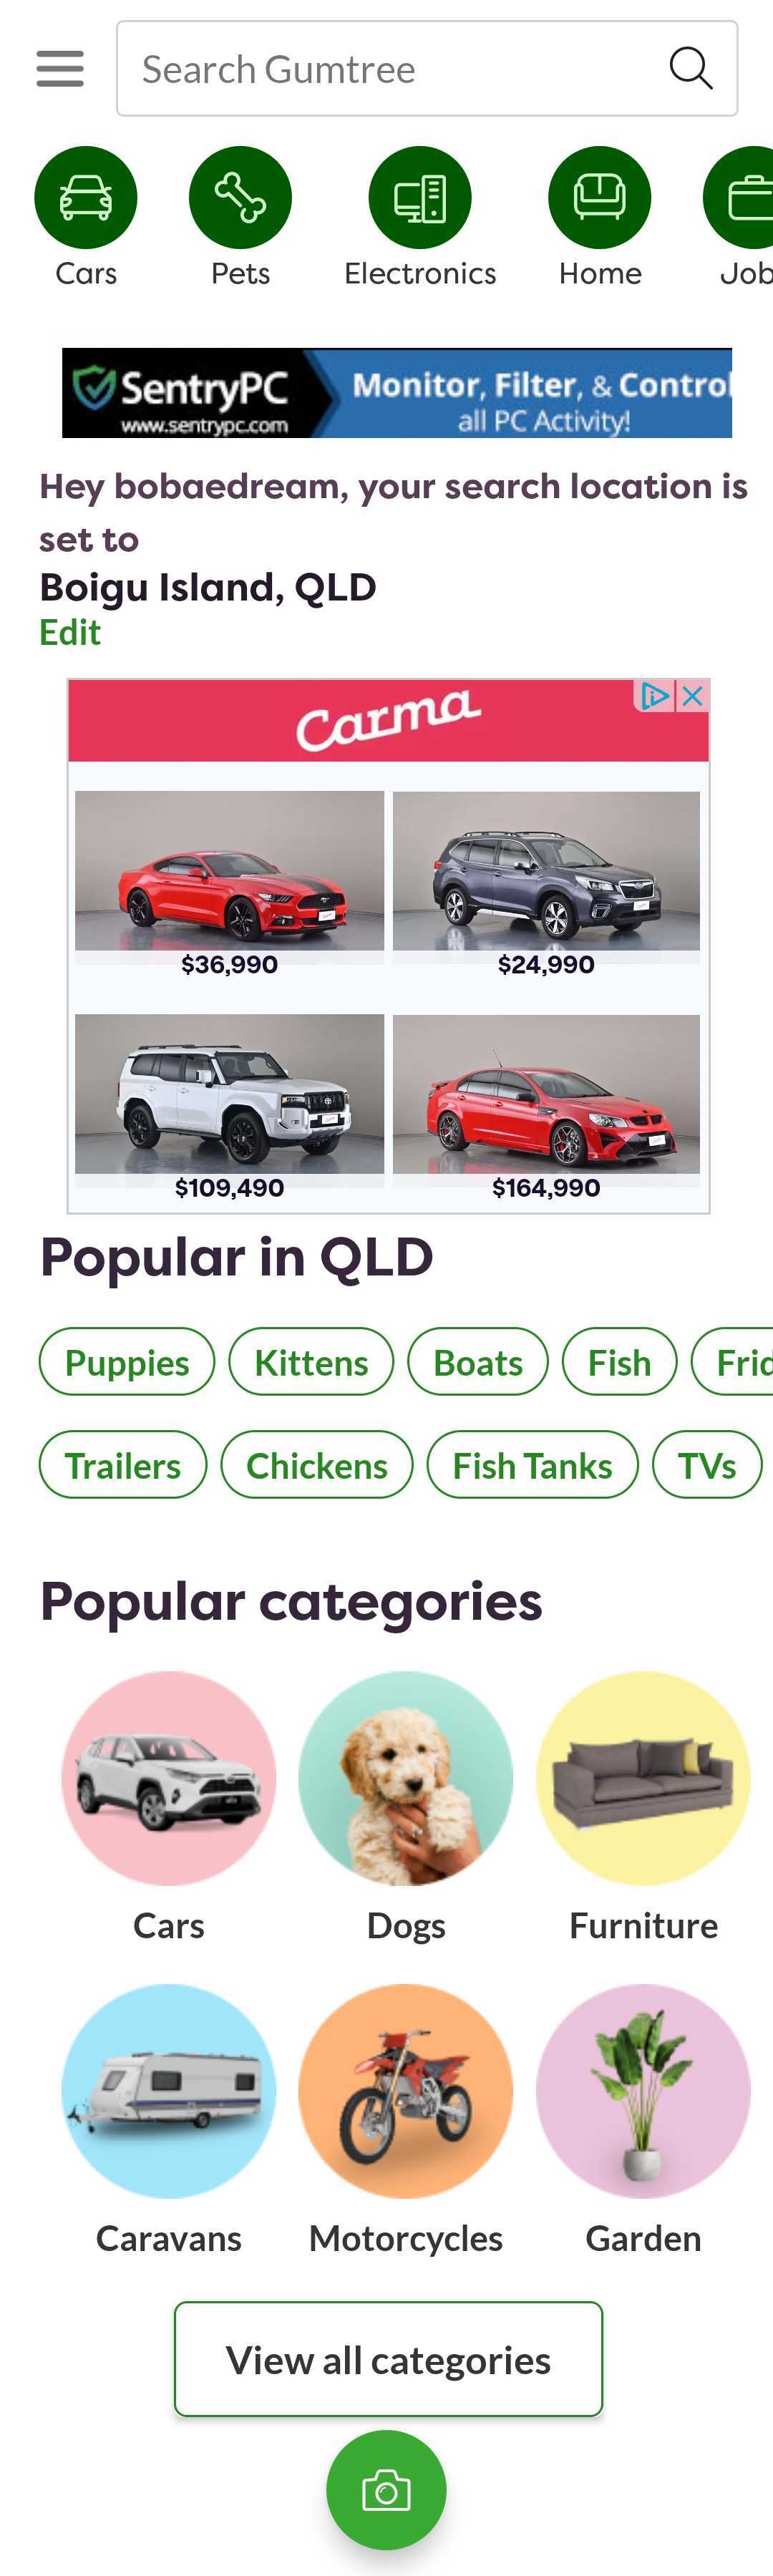 Search Gumtree
Cars
Pets
Electronics
Home
Job
SentryPC
www.sentrypc.com
Monitor, Filter, & Control
all PC Activity!
Hey bobaedream, your search location is
set to
Boigu Island, QLD
Edit
Carma
$36,990
$24,990
$109,490
$164,990
Popular in QLD
Puppies
Kittens
Boats
Fish
Frid
Trailers
Chickens
Fish Tanks
TVs
Popular categories
Cars
Dogs
Furniture
Caravans
Motorcycles
Garden
View all categories